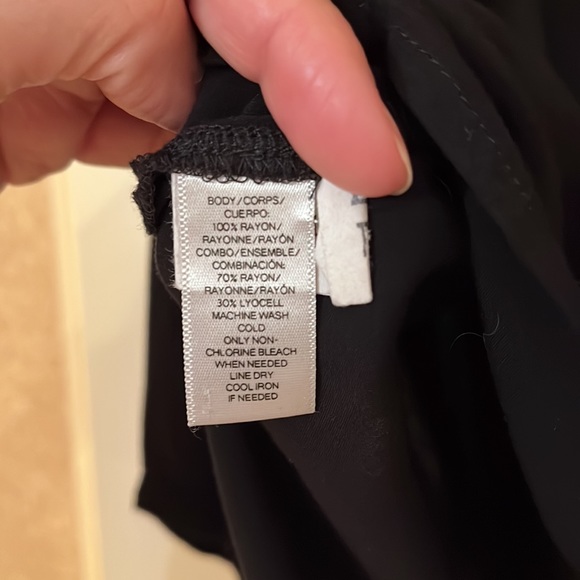 BODY/CORPS/
CUERPO:
100% RAYON/
RAYONNE/RAYÓN
COMBO/ENSEMBLE/
COMBINACIÓN:
70% RAYON/
RAYONNE/RAYÓN
30% LYOCELL
MACHINE WASH
COLD
ONLY NON-
CHLORINE BLEACH
WHEN NEEDED
LINE DRY
COOL IRON
IF NEEDED